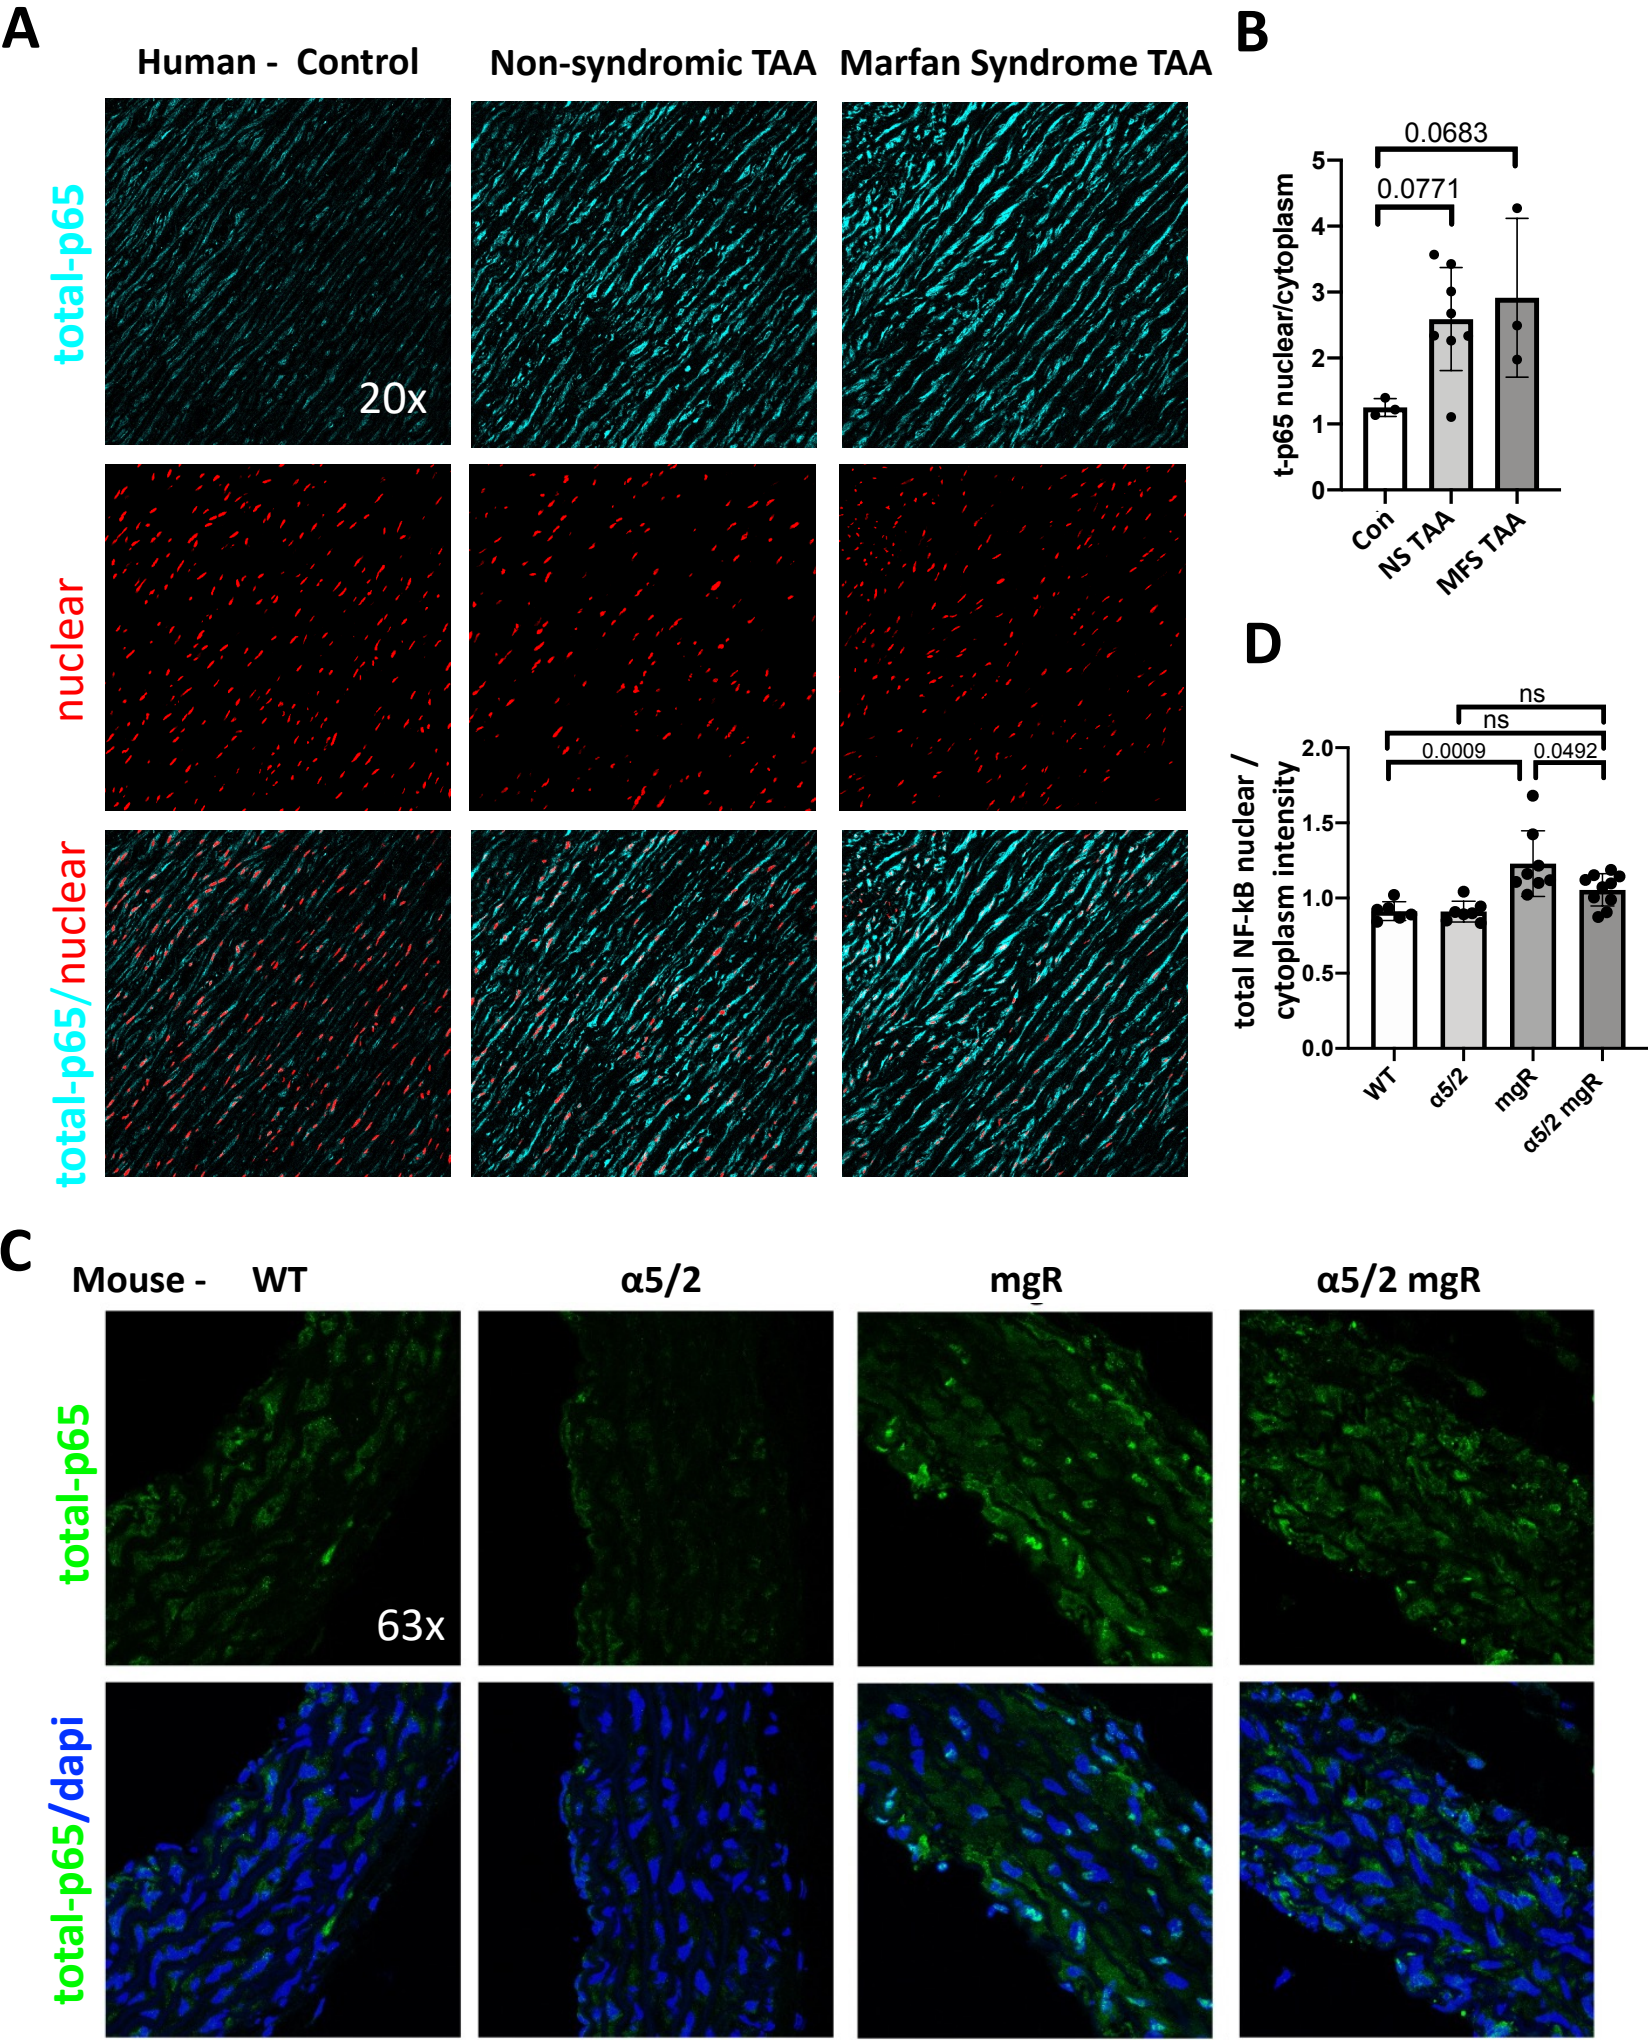 A
Human - Control
Non-syndromic TAA
Marfan Syndrome TAA
total-p65
20x
nuclear
total-p65/nuclear
B
0.0683
0.0771
t-p65 nuclear/cytoplasm
5
4
3
2
1
0
Con
NS TAA
MFS TAA
D
ns
ns
0.0009
0.0492
total NF-kB nuclear /
cytoplasm intensity
2.0
1.5
1.0
0.5
0.0
WT
α5/2
mgR
α5/2 mgR
C
Mouse - WT
α5/2
mgR
α5/2 mgR
total-p65
63x
total-p65/dapi